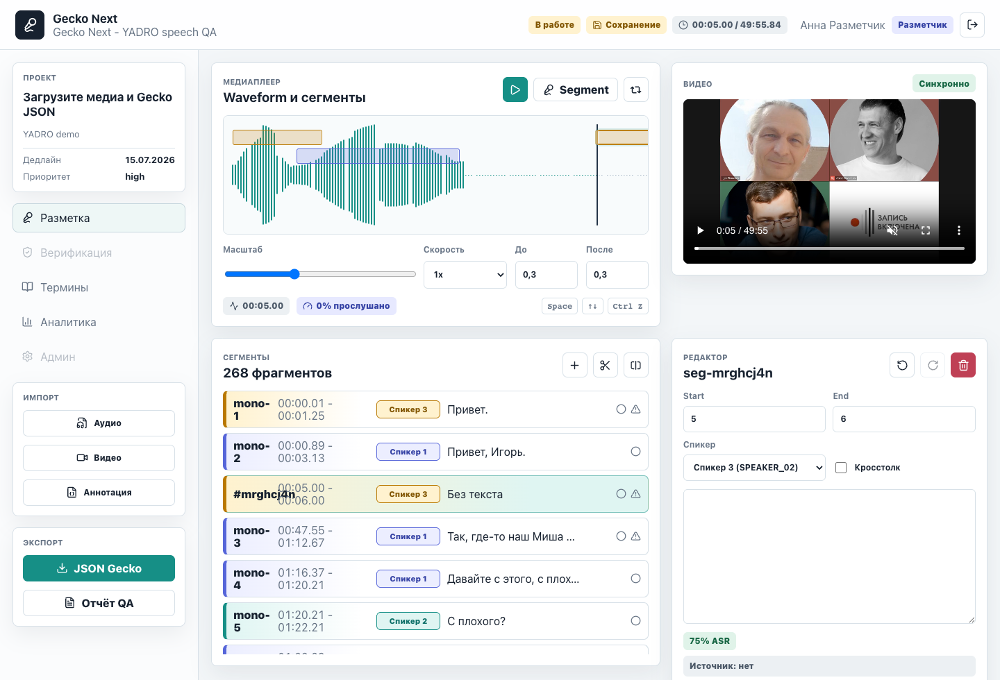 Gecko Next
Gecko Next - YADRO speech QA
В работе
Сохранение
00:05.00 / 49:55.84
Анна Разметчик
Разметчик
ПРОЕКТ
Загрузите медиа и Gecko
JSON
YADRO demo
Дедлайн 15.07.2026
Приоритет high
Разметка
Верификация
Термины
Аналитика
Админ
ИМПОРТ
Аудио
Видео
Аннотация
ЭКСПОРТ
JSON Gecko
Отчёт QA
МЕДИАПЛЕЕР
Waveform и сегменты
Segment
Масштаб
Скорость
До
После
1x
0,3
0,3
00:05.00
0% прослушано
Space
↑↓
Ctrl Z
ВИДЕО
Синхронно
ЗАПИСЬ
ВКЛЮЧЕНА
0:05 / 49:55
СЕГМЕНТЫ
268 фрагментов
mono-1 00:00.01 - 00:01.25 Спикер 3 Привет.
mono-2 00:00.89 - 00:03.13 Спикер 1 Привет, Игорь.
#mrghcj4n 00:05.00 - 00:06.00 Спикер 3 Без текста
mono-3 00:47.55 - 01:12.67 Спикер 1 Так, где-то наш Миша ...
mono-4 01:16.37 - 01:20.21 Спикер 1 Давайте с этого, с плох...
mono-5 01:20.21 - 01:22.21 Спикер 2 С плохого?
РЕДАКТОР
seg-mrghcj4n
Start
End
5
6
Спикер
Спикер 3 (SPEAKER_02)
Кросстолк
75% ASR
Источник: нет